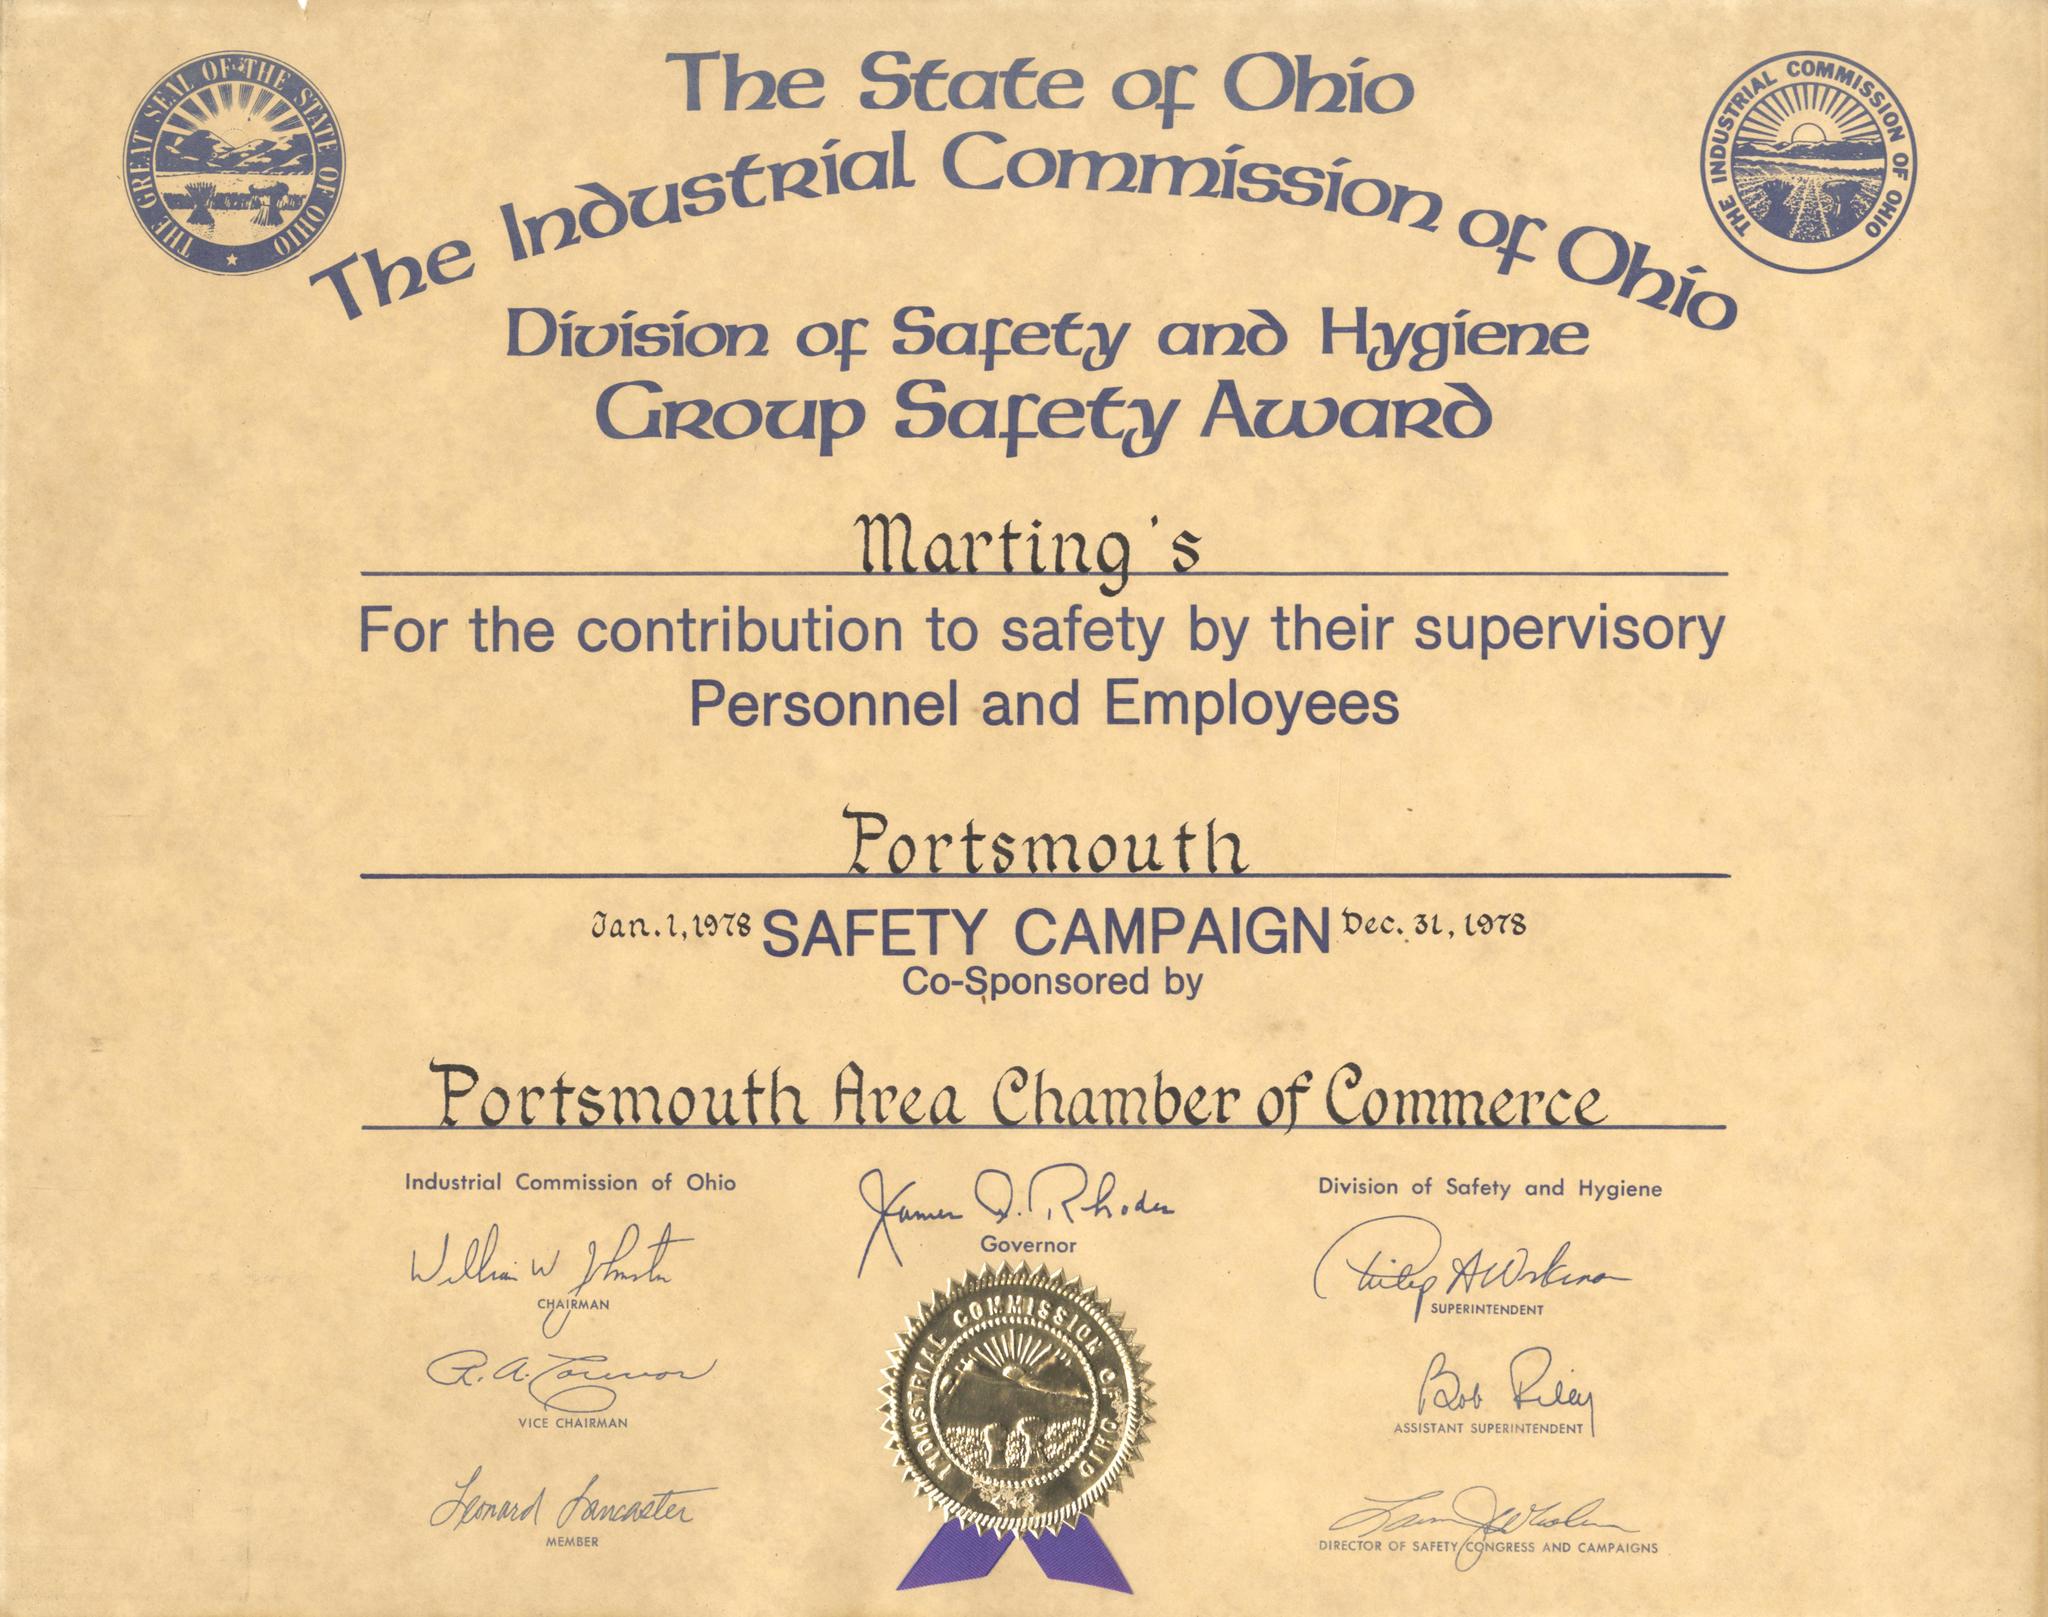 THE GREAT SEAL OF THE STATE OF OHIO
THE INDUSTRIAL COMMISSION OF OHIO
The State of Ohio
The Industrial Commission of Ohio
Division of Safety and Hygiene
Group Safety Award
Marting's
For the contribution to safety by their supervisory
Personnel and Employees
Portsmouth
Jan. 1, 1978 SAFETY CAMPAIGN Dec. 31, 1978
Co-Sponsored by
Portsmouth Area Chamber of Commerce
Industrial Commission of Ohio
James A. Rhodes
Governor
Division of Safety and Hygiene
William W Johnston
CHAIRMAN
Philip A Workman
SUPERINTENDENT
R. A.
VICE CHAIRMAN
Bob Riley
ASSISTANT SUPERINTENDENT
Leonard Lancaster
MEMBER
DIRECTOR OF SAFETY CONGRESS AND CAMPAIGNS
INDUSTRIAL COMMISSION OF OHIO